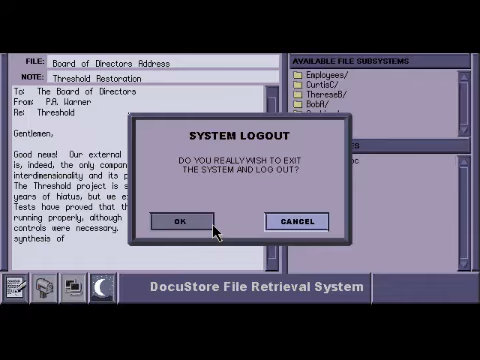 FILE: Board of Directors Address
NOTE: Threshold Restoration
To: The Board of Directors
From: P.A. Warner
Re: Threshold
Gentlemen,
Good news! Our external
is, indeed, the only compan
interdimensionality and its p
The Threshold project is s
years of hiatus, but we e
Tests have proved that th
running properly, although
controls were necessary.
synthesis of
AVAILABLE FILE SUBSYSTEMS
Employees/
CurtisC/
ThereseB/
BobA/
SYSTEM LOGOUT
DO YOU REALLY WISH TO EXIT
THE SYSTEM AND LOG OUT?
OK
CANCEL
DocuStore File Retrieval System